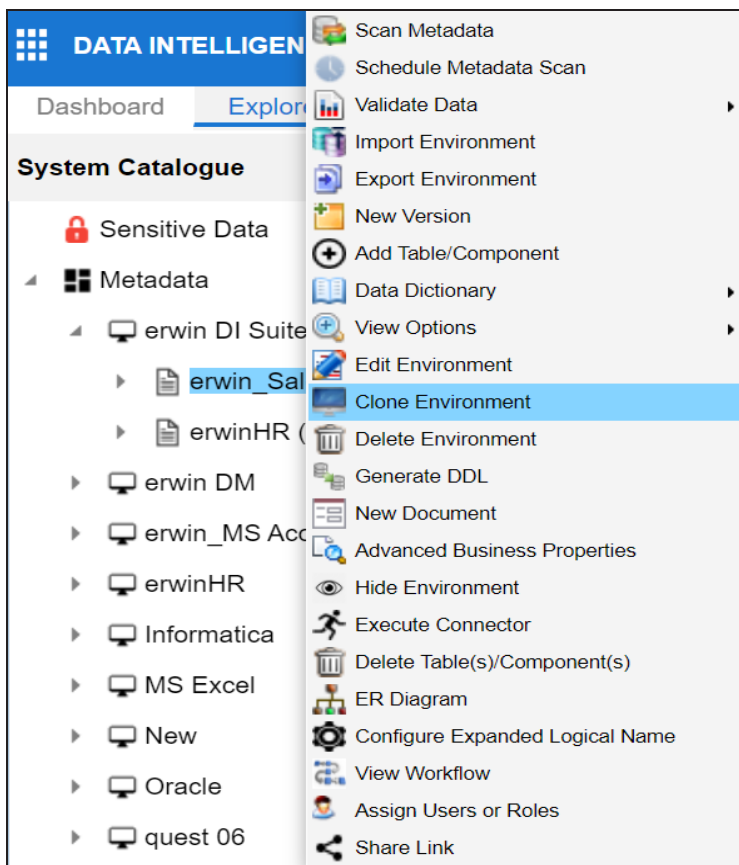 DATA INTELLIGEN
Dashboard
Explor
System Catalogue
Sensitive Data
Metadata
erwin DI Suite
erwin_Sal
erwinHR (
erwin DM
erwin_MS Acc
erwinHR
Informatica
MS Excel
New
Oracle
quest 06
Scan Metadata
Schedule Metadata Scan
Validate Data
Import Environment
Export Environment
New Version
Add Table/Component
Data Dictionary
View Options
Edit Environment
Clone Environment
Delete Environment
Generate DDL
New Document
Advanced Business Properties
Hide Environment
Execute Connector
Delete Table(s)/Component(s)
ER Diagram
Configure Expanded Logical Name
View Workflow
Assign Users or Roles
Share Link